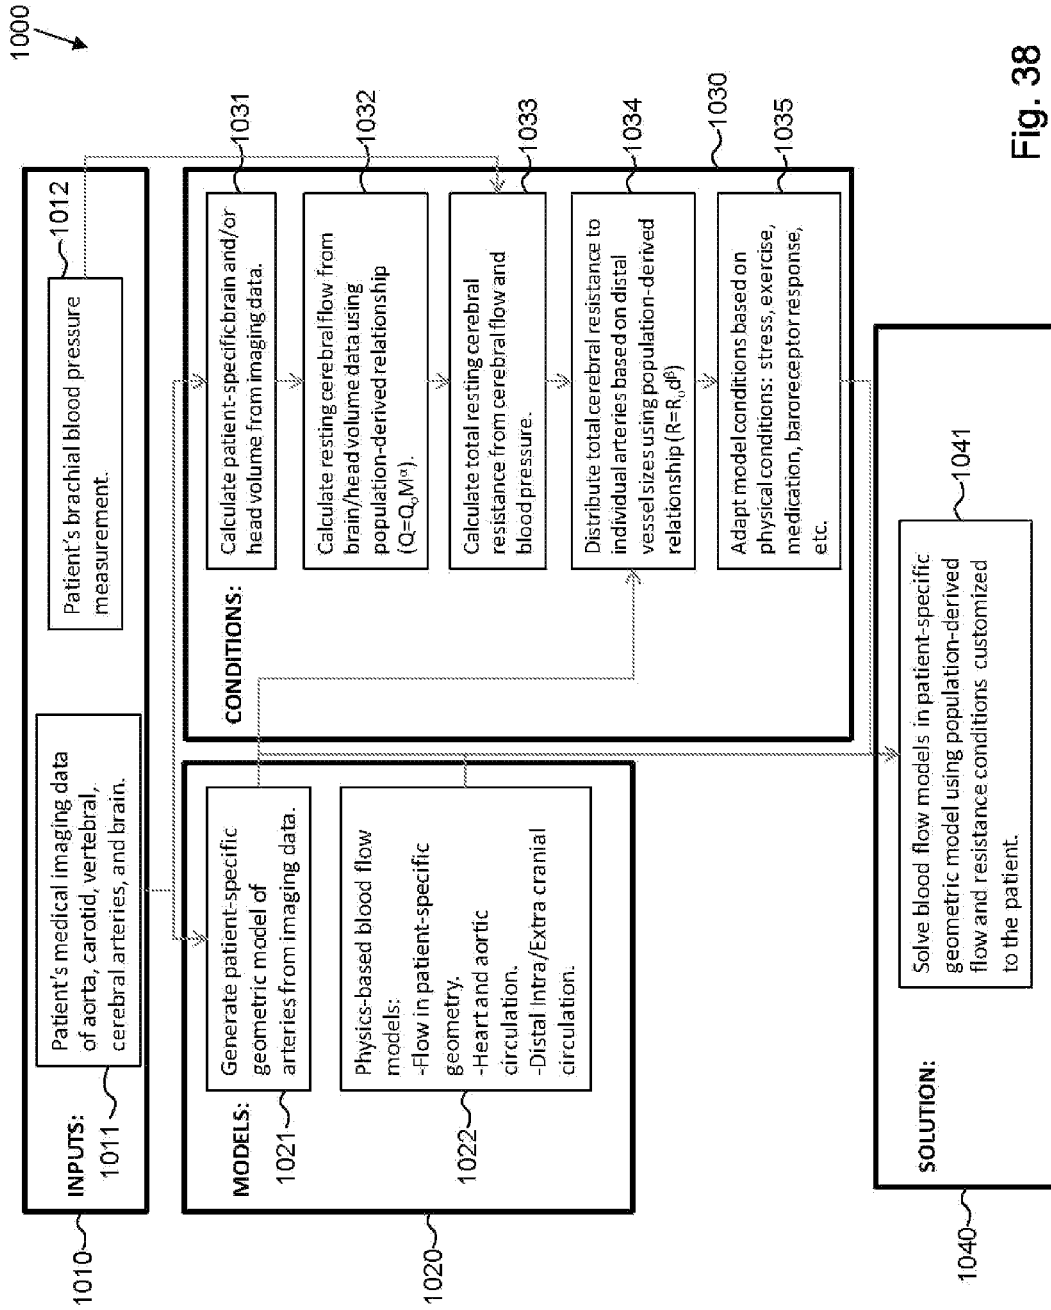 1000
1010
INPUTS:
1011
Patient's medical imaging data
of aorta, carotid, vertebral,
cerebral arteries, and brain.
1012
Patient's brachial blood pressure
measurement.
1020
MODELS:
1021
Generate patient-specific
geometric model of
arteries from imaging data.
1022
Physics-based blood flow
models:
-Flow in patient-specific
geometry.
-Heart and aortic
circulation.
-Distal Intra/Extra cranial
circulation.
CONDITIONS:
1030
Calculate patient-specific brain and/or
head volume from imaging data.
1031
Calculate resting cerebral flow from
brain/head volume data using
population-derived relationship
(Q=QₒMᵅ).
1032
Calculate total resting cerebral
resistance from cerebral flow and
blood pressure.
1033
Distribute total cerebral resistance to
individual arteries based on distal
vessel sizes using population-derived
relationship (R=Rₒdᵝ)
1034
Adapt model conditions based on
physical conditions: stress, exercise,
medication, baroreceptor response,
etc.
1035
1040
SOLUTION:
Solve blood flow models in patient-specific
geometric model using population-derived
flow and resistance conditions customized
to the patient.
1041
Fig. 38